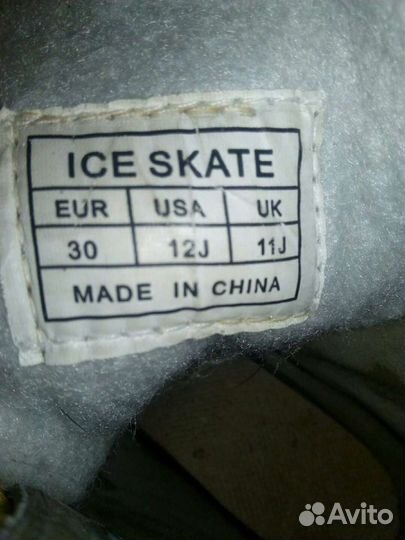 ICE SKATE
EUR USA UK
30 12J 11J
MADE IN CHINA
Avito